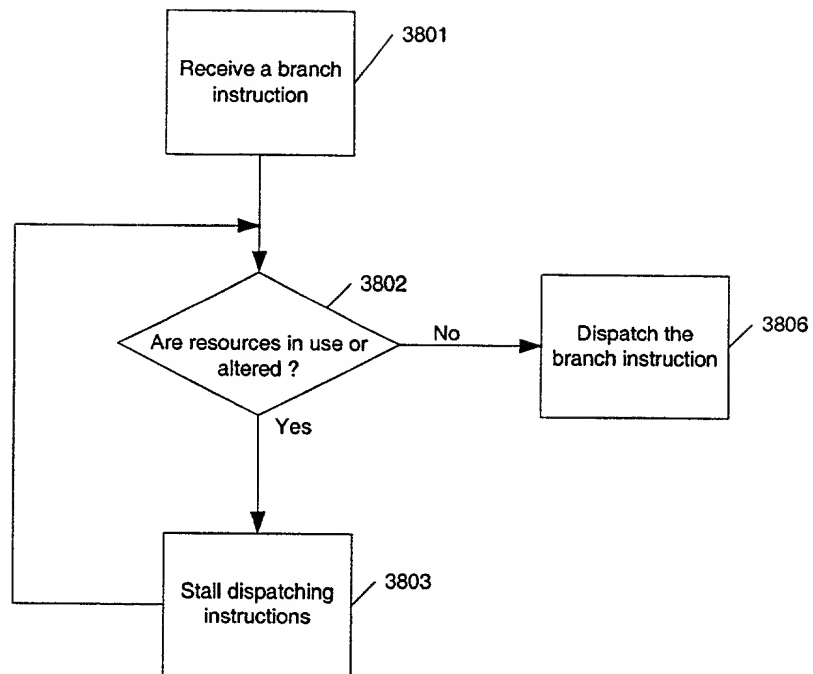 3801
Receive a branch
instruction
3802
Are resources in use or
altered ?
No
Dispatch the
branch instruction
3806
Yes
Stall dispatching
instructions
3803